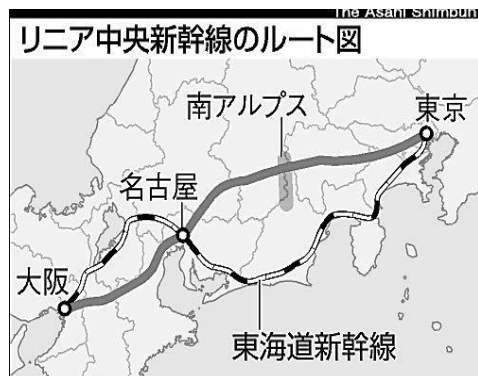 The Asahi Shimbun
リニア中央新幹線のルート図
南アルプス
東京
名古屋
大阪
東海道新幹線